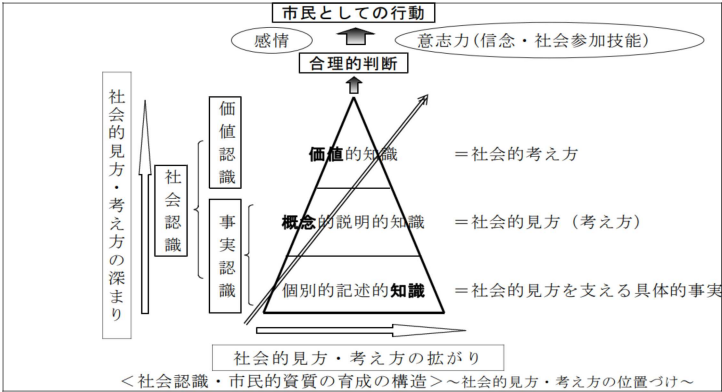 市民としての行動
感情
意志力(信念・社会参加技能)
合理的判断
社会的見方・考え方の深まり
社会認識
価値認識
事実認識
価値的知識
＝社会的考え方
概念的説明的知識
＝社会的見方（考え方）
個別的記述的知識
＝社会的見方を支える具体的事実
社会的見方・考え方の拡がり
＜社会認識・市民的資質の育成の構造＞～社会的見方・考え方の位置づけ～